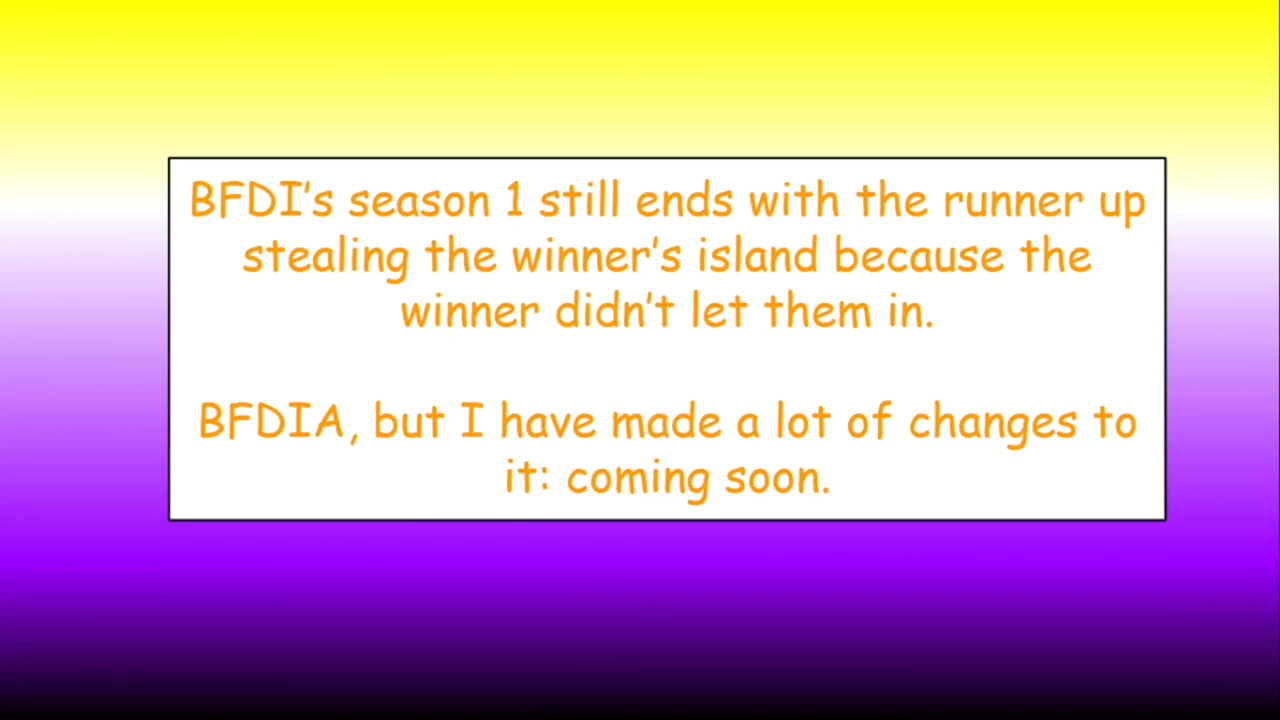 BFDI's season 1 still ends with the runner up
stealing the winner's island because the
winner didn't let them in.
BFDIA, but I have made a lot of changes to
it: coming soon.